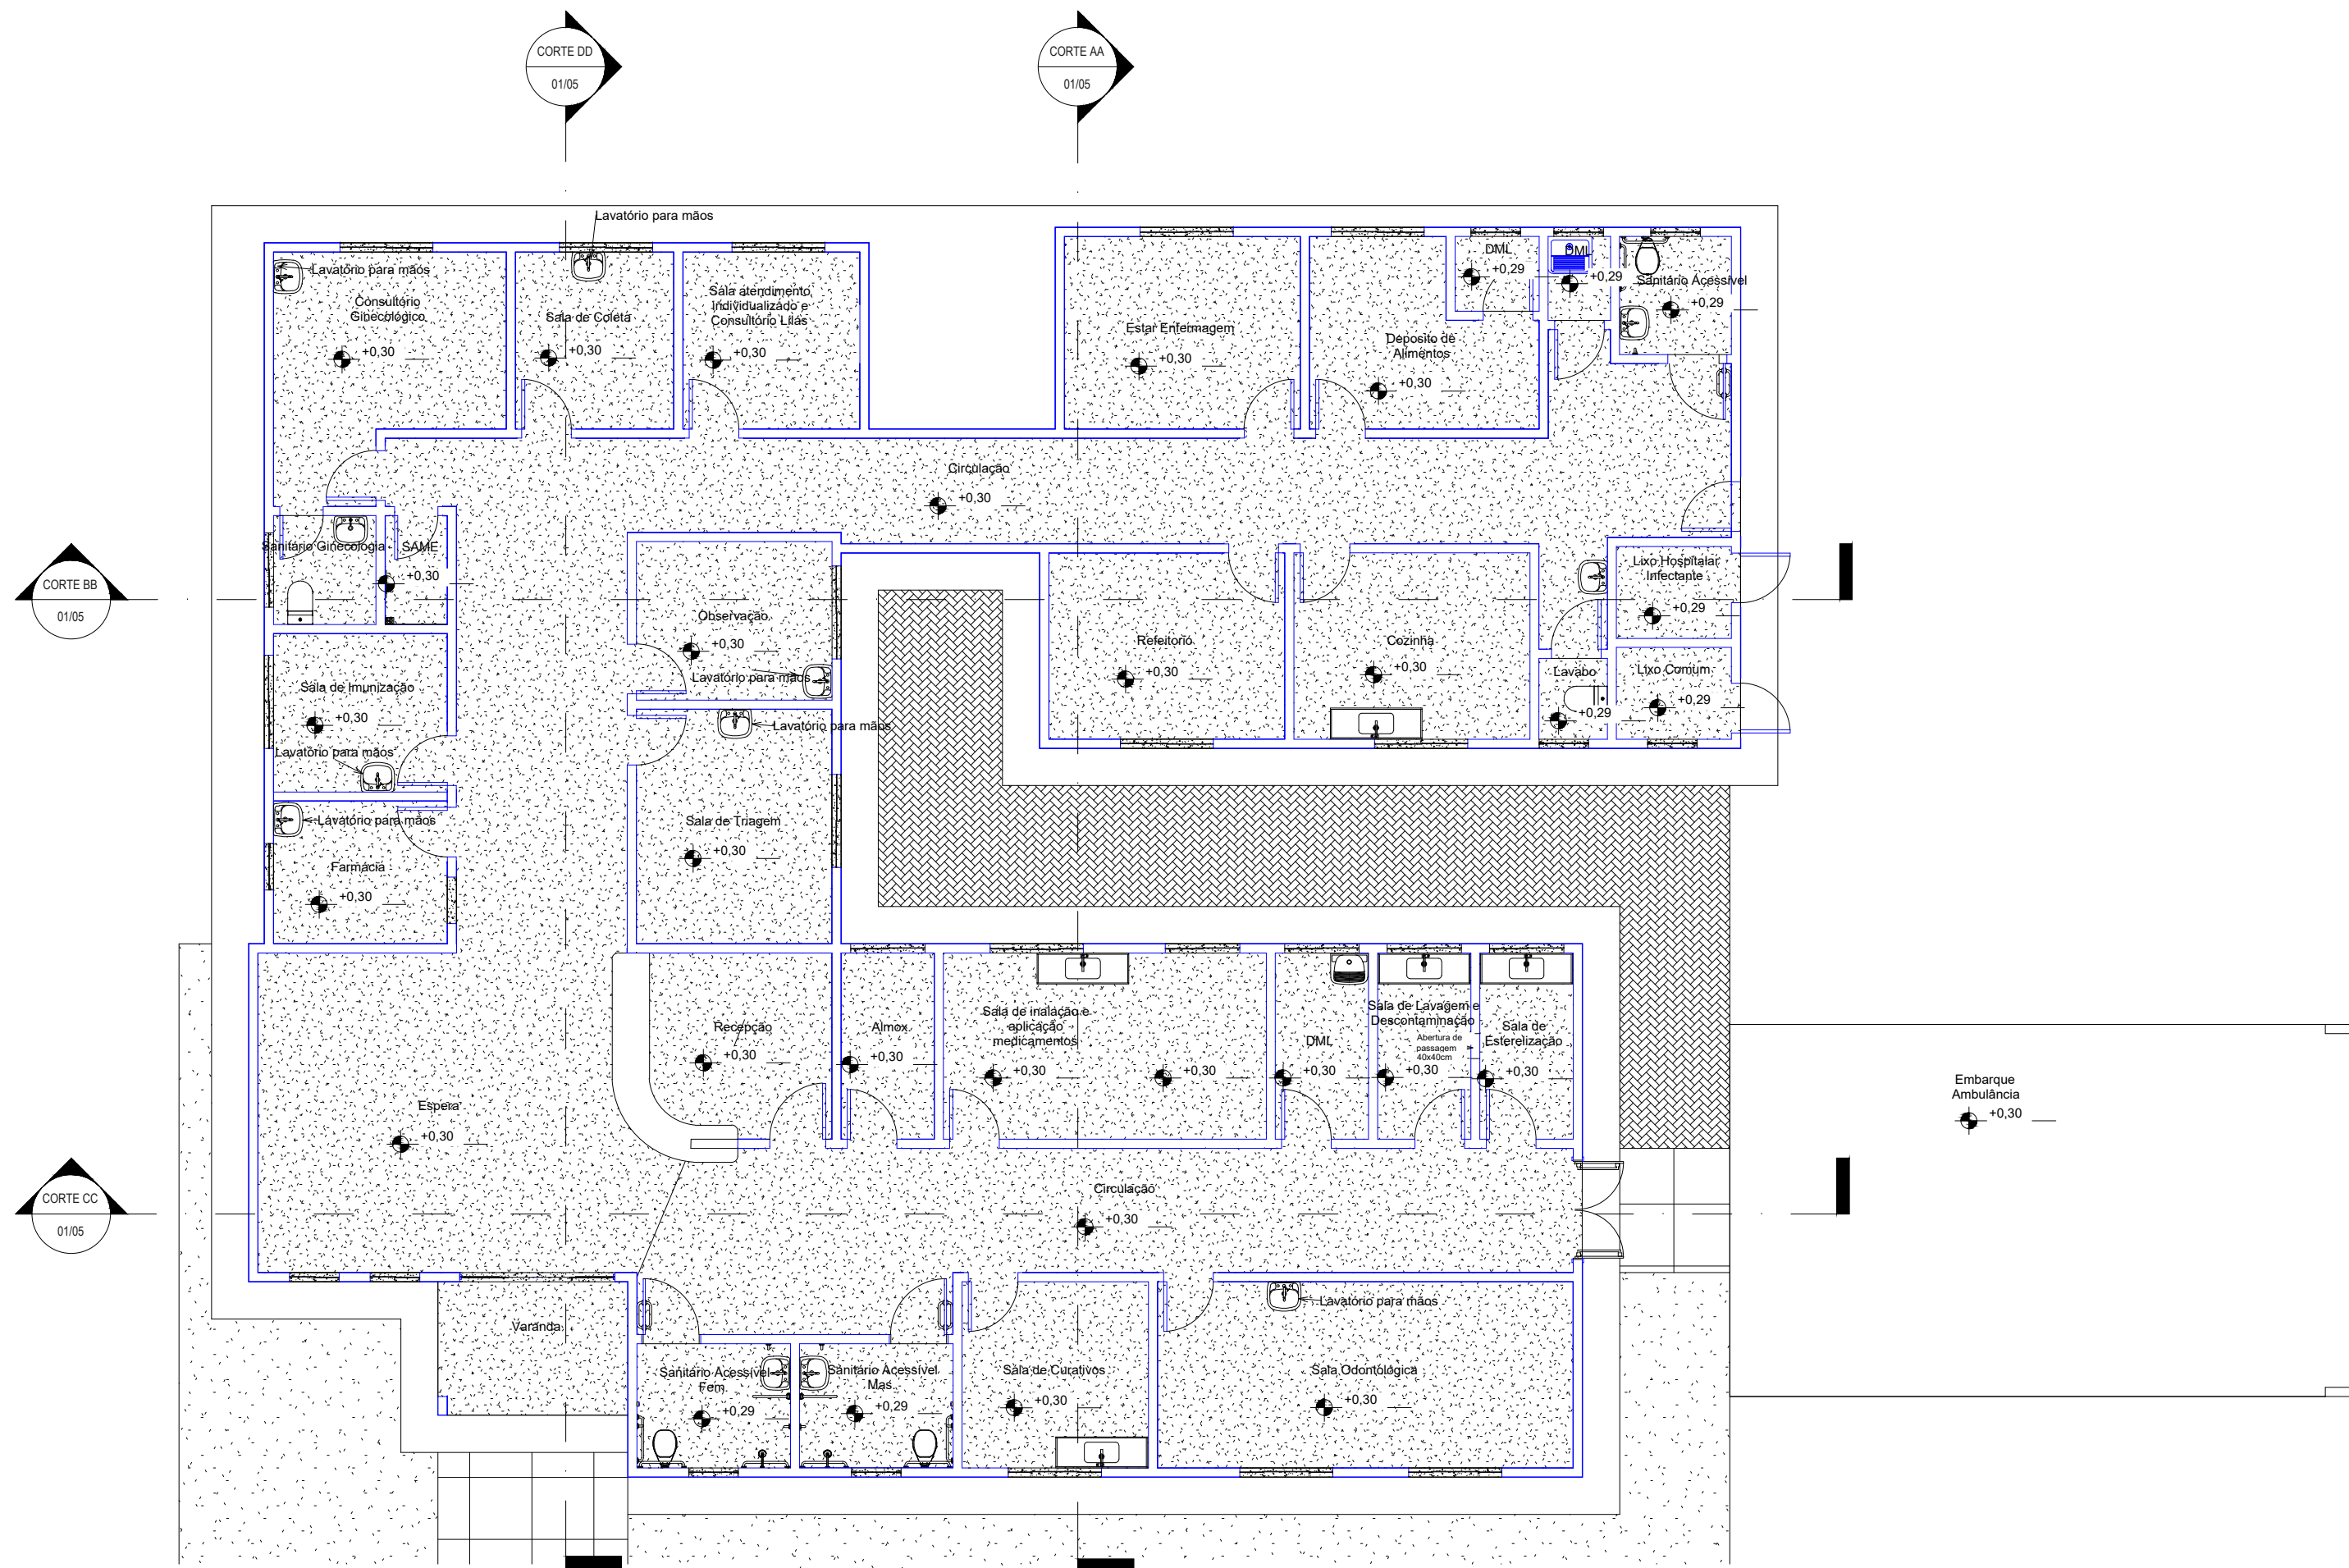 CORTE DD
01/05
CORTE AA
01/05
Lavatório para mãos
Lavatório para mãos
Consultório
Ginecológico
+0,30
Sala de Coleta
+0,30
Sala atendimento
Individualizado e
Consultório Lilás
+0,30
Estar Enfermagem
+0,30
Deposito de
Alimentos
+0,30
DML
+0,29
DML
+0,29
Sanitário Acessível
+0,29
Circulação
+0,30
CORTE BB
01/05
Sanitário Ginecologia
SAME
+0,30
Observação
+0,30
Lavatório para mãos
Refeitorio
+0,30
Cozinha
+0,30
Lixo Hospitalar
Infectante
+0,29
Lavabo
+0,29
Lixo Comum
+0,29
Sala de Imunização
+0,30
Lavatório para mãos
Lavatório para mãos
Lavatório para mãos
Sala de Triagem
+0,30
Farmácia
+0,30
Recepção
+0,30
Almox
+0,30
Sala de inalação e
aplicação
medicamentos
+0,30
+0,30
DML
+0,30
Sala de Lavagem e
Descontaminação
Abertura de
passagem
40x40cm
+0,30
Sala de
Esterelização
+0,30
Embarque
Ambulância
+0,30
Espera
+0,30
CORTE CC
01/05
Circulação
+0,30
Varanda
Sanitário Acessível
Fem.
+0,29
Sanitário Acessível
Mas.
+0,29
Sala de Curativos
+0,30
Lavatório para mãos
Sala Odontológica
+0,30